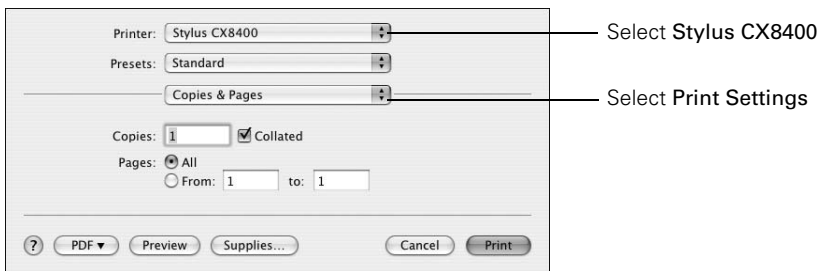 Printer: Stylus CX8400 Select Stylus CX8400
Presets: Standard
Copies & Pages Select Print Settings
Copies: 1 Collated
Pages: All
From: 1 to: 1
? PDF Preview Supplies... Cancel Print